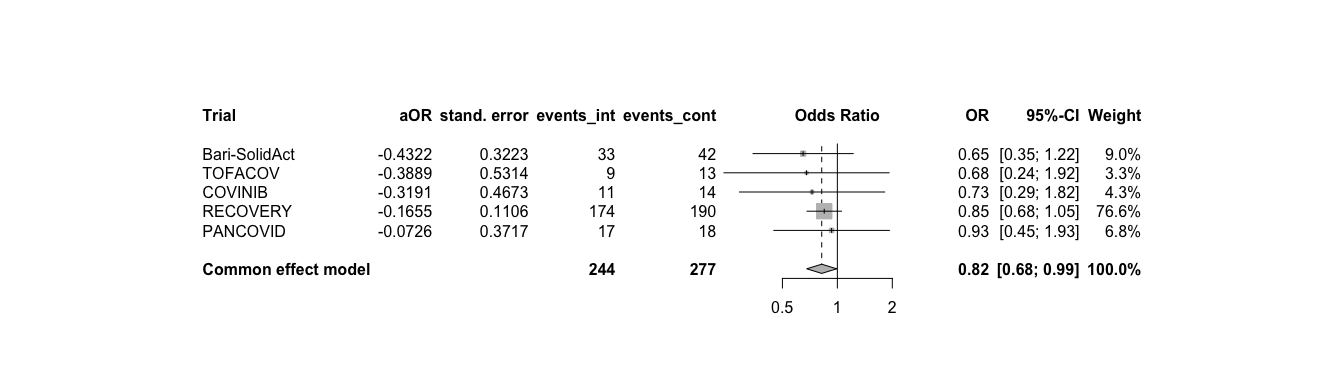 Trial aOR stand. error events_int events_cont Odds Ratio OR 95%-CI Weight
Bari-SolidAct -0.4322 0.3223 33 42 0.65 [0.35; 1.22] 9.0%
TOFACOV -0.3889 0.5314 9 13 0.68 [0.24; 1.92] 3.3%
COVINIB -0.3191 0.4673 11 14 0.73 [0.29; 1.82] 4.3%
RECOVERY -0.1655 0.1106 174 190 0.85 [0.68; 1.05] 76.6%
PANCOVID -0.0726 0.3717 17 18 0.93 [0.45; 1.93] 6.8%
Common effect model 244 277 0.82 [0.68; 0.99] 100.0%
0.5 1 2